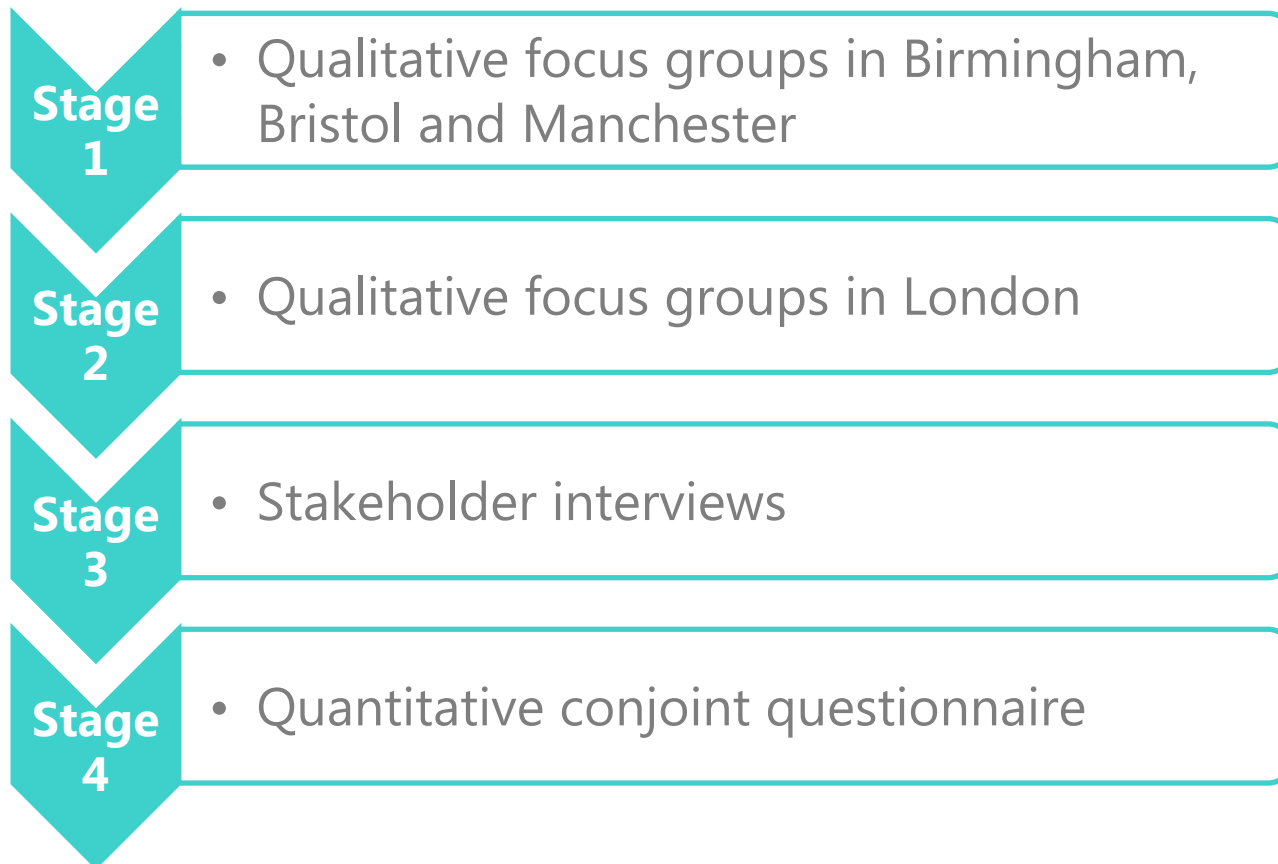 Stage
1
• Qualitative focus groups in Birmingham,
Bristol and Manchester
Stage
2
• Qualitative focus groups in London
Stage
3
• Stakeholder interviews
Stage
4
• Quantitative conjoint questionnaire